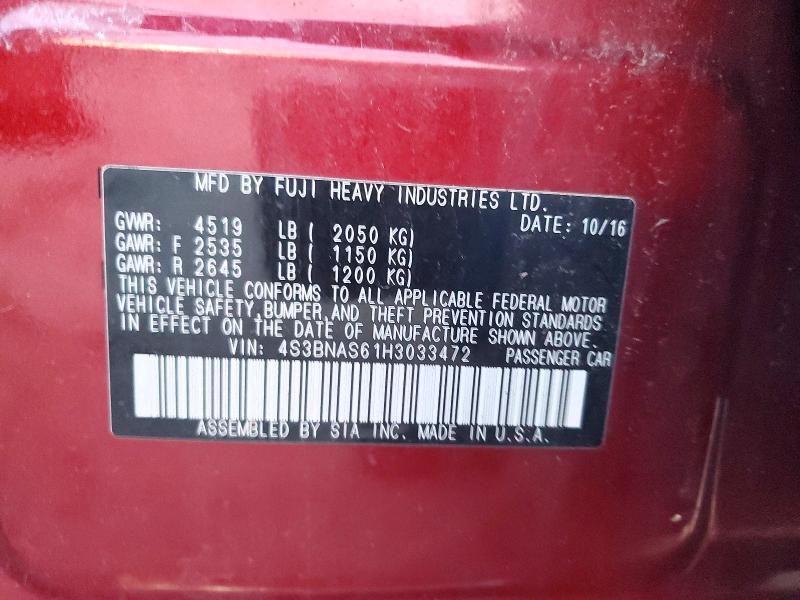 MFD BY FUJI HEAVY INDUSTRIES LTD.
GVWR: 4519 LB ( 2050 KG) DATE: 10/16
GAWR: F 2535 LB ( 1150 KG)
GAWR: R 2645 LB ( 1200 KG)
THIS VEHICLE CONFORMS TO ALL APPLICABLE FEDERAL MOTOR
VEHICLE SAFETY, BUMPER, AND THEFT PREVENTION STANDARDS
IN EFFECT ON THE DATE OF MANUFACTURE SHOWN ABOVE.
VIN: 4S3BNAS61H3033472 PASSENGER CAR
ASSEMBLED BY SIA INC. MADE IN U.S.A.